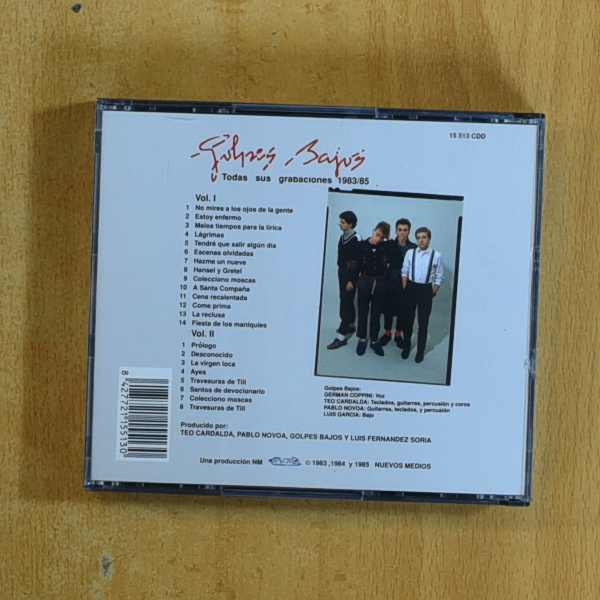 15 513 CDD
Golpes Bajos
Y Todas sus grabaciones 1983/85
Vol. I
1 No mires a los ojos de la gente
2 Estoy enfermo
3 Malos tiempos para la lírica
4 Lágrimas
5 Tendré que salir algún día
6 Escenas olvidadas
7 Hazme un nueve
8 Hansel y Gretel
9 Colecciono moscas
10 A Santa Compaña
11 Cena recalentada
12 Come prima
13 La reclusa
14 Fiesta de los maniquíes
Vol. II
1 Prólogo
2 Desconocido
3 La virgen loca
4 Ayes
5 Travesuras de Till
6 Santos de devocionario
7 Colecciono moscas
8 Travesuras de Till
Golpes Bajos:
GERMAN COPPINI: Voz
TEO CARDALDA: Teclados, guitarras, percusión y coros
PABLO NOVOA: Guitarras, teclados, y percusión
LUIS GARCIA: Bajo
8 427721 155130
Producido por:
TEO CARDALDA, PABLO NOVOA, GOLPES BAJOS Y LUIS FERNANDEZ SORIA
Una producción NM © 1983 ,1984 y 1985 NUEVOS MEDIOS